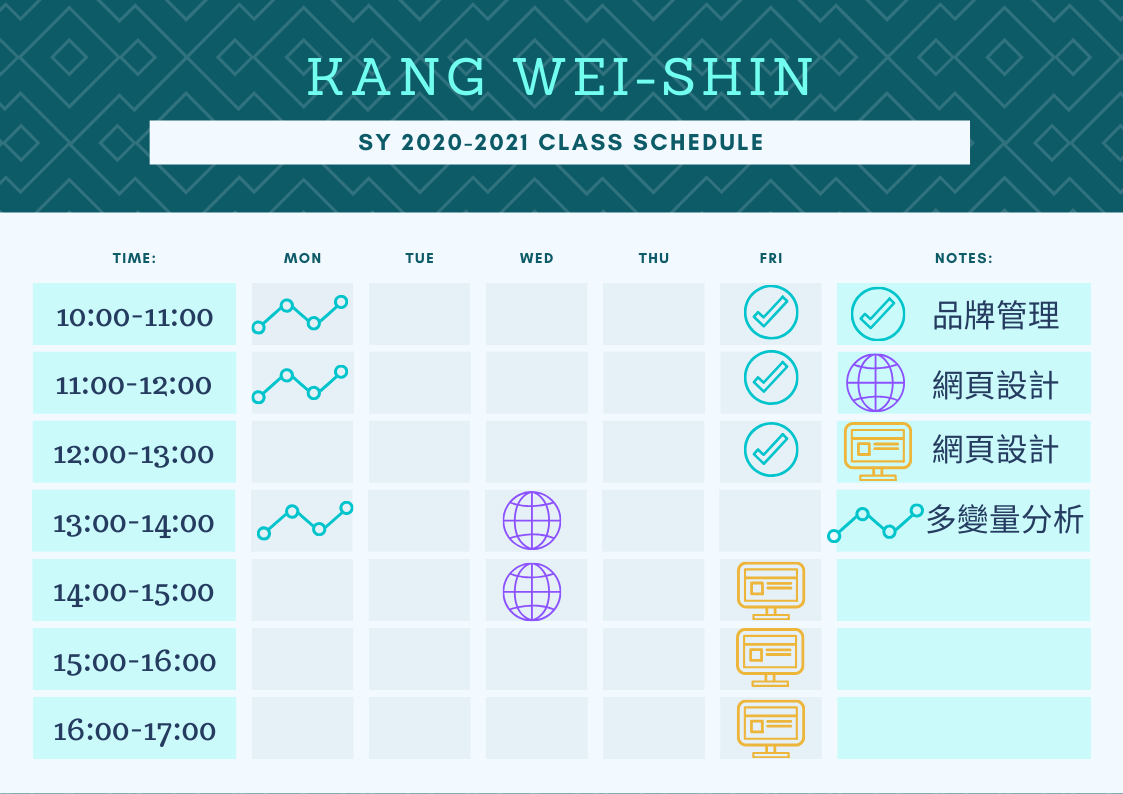 KANG WEI-SHIN
SY 2020-2021 CLASS SCHEDULE
TIME: MON TUE WED THU FRI NOTES:
10:00-11:00 品牌管理
11:00-12:00 網頁設計
12:00-13:00 網頁設計
13:00-14:00 多變量分析
14:00-15:00
15:00-16:00
16:00-17:00